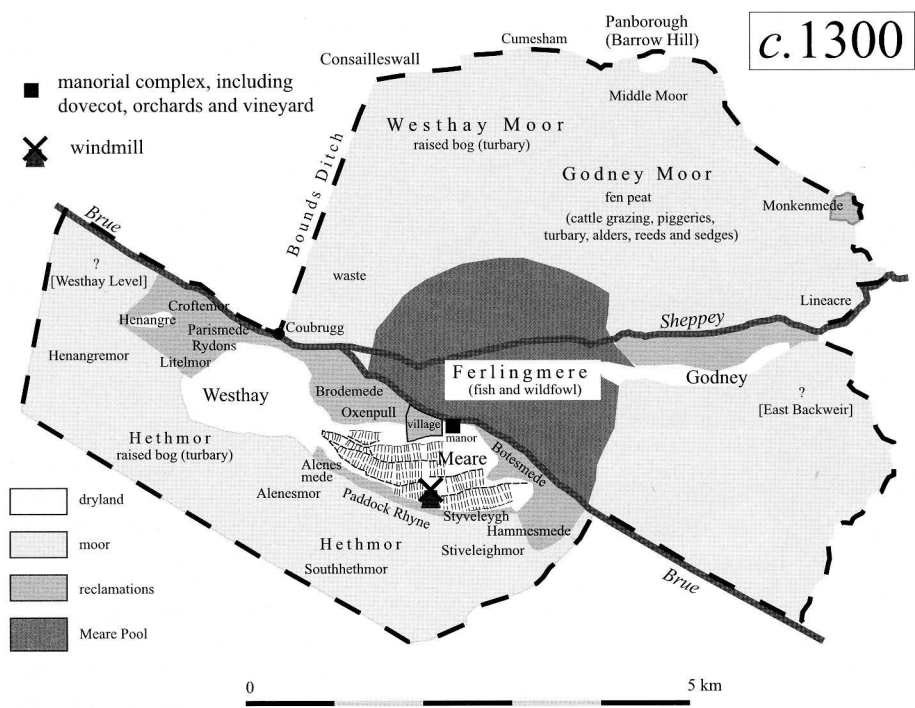 c.1300
Panborough
(Barrow Hill)
Cumesham
Consailleswall
manorial complex, including
dovecot, orchards and vineyard
windmill
Middle Moor
Westhay Moor
raised bog (turbary)
Bounds Ditch
Godney Moor
fen peat
(cattle grazing, piggeries,
turbary, alders, reeds and sedges)
Monkenmede
Brue
?
[Westhay Level]
waste
Lineacre
Croftemor
Henangre
Parismede
Coubrugg
Sheppey
Rydons
Henangremor
Litelmor
Ferlingmere
(fish and wildfowl)
Godney
Westhay
Brodemede
?
[East Backweir]
Oxenpull
village
manor
Hethmor
raised bog (turbary)
Meare
Botesmede
Alenes
mede
Alenesmor
Paddock Rhyne
Styveleygh
Hammesmede
dryland
moor
Hethmor
Stiveleighmor
Southhethmor
Brue
reclamations
Meare Pool
0
5 km